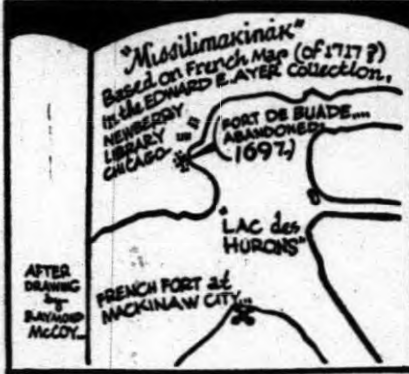 "Missilimakinak"
Based on French Map (of 1717?)
in the EDWARD E. AYER Collection,
NEWBERRY
LIBRARY
CHICAGO
FORT DE BUADE,...
ABANDONED;
(1697.)
"LAC des
HURONS"
AFTER
DRAWING
by
RAYMOND
McCOY...
FRENCH FORT at
MACKINAW CITY...